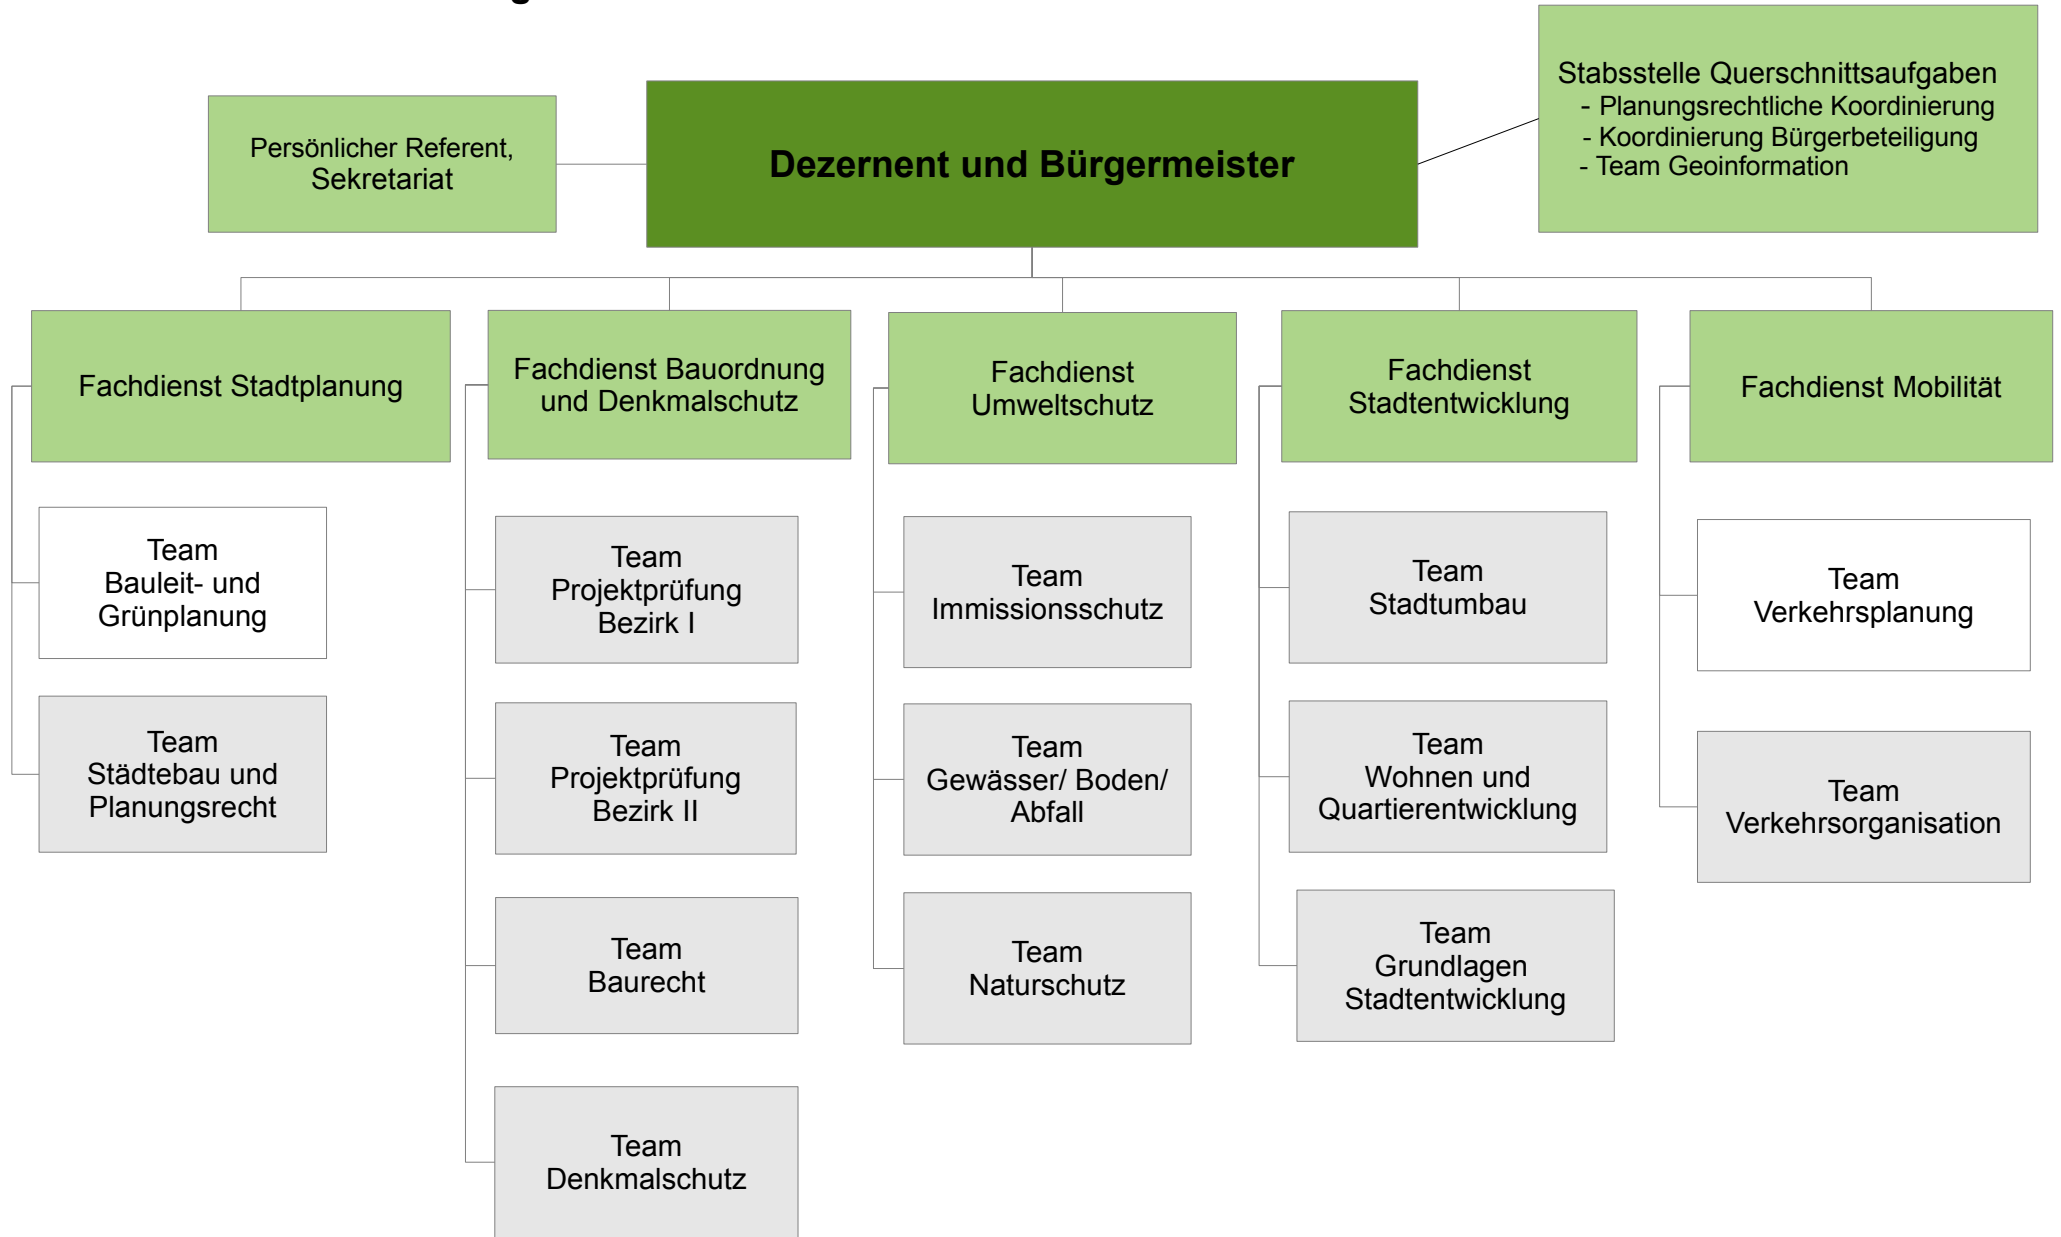 Persönlicher Referent,
Sekretariat
Dezernent und Bürgermeister
Stabsstelle Querschnittsaufgaben
- Planungsrechtliche Koordinierung
- Koordinierung Bürgerbeteiligung
- Team Geoinformation
Fachdienst Stadtplanung
Team
Bauleit- und
Grünplanung
Team
Städtebau und
Planungsrecht
Fachdienst Bauordnung
und Denkmalschutz
Team
Projektprüfung
Bezirk I
Team
Projektprüfung
Bezirk II
Team
Baurecht
Team
Denkmalschutz
Fachdienst
Umweltschutz
Team
Immissionsschutz
Team
Gewässer/ Boden/
Abfall
Team
Naturschutz
Fachdienst
Stadtentwicklung
Team
Stadtumbau
Team
Wohnen und
Quartierentwicklung
Team
Grundlagen
Stadtentwicklung
Fachdienst Mobilität
Team
Verkehrsplanung
Team
Verkehrsorganisation